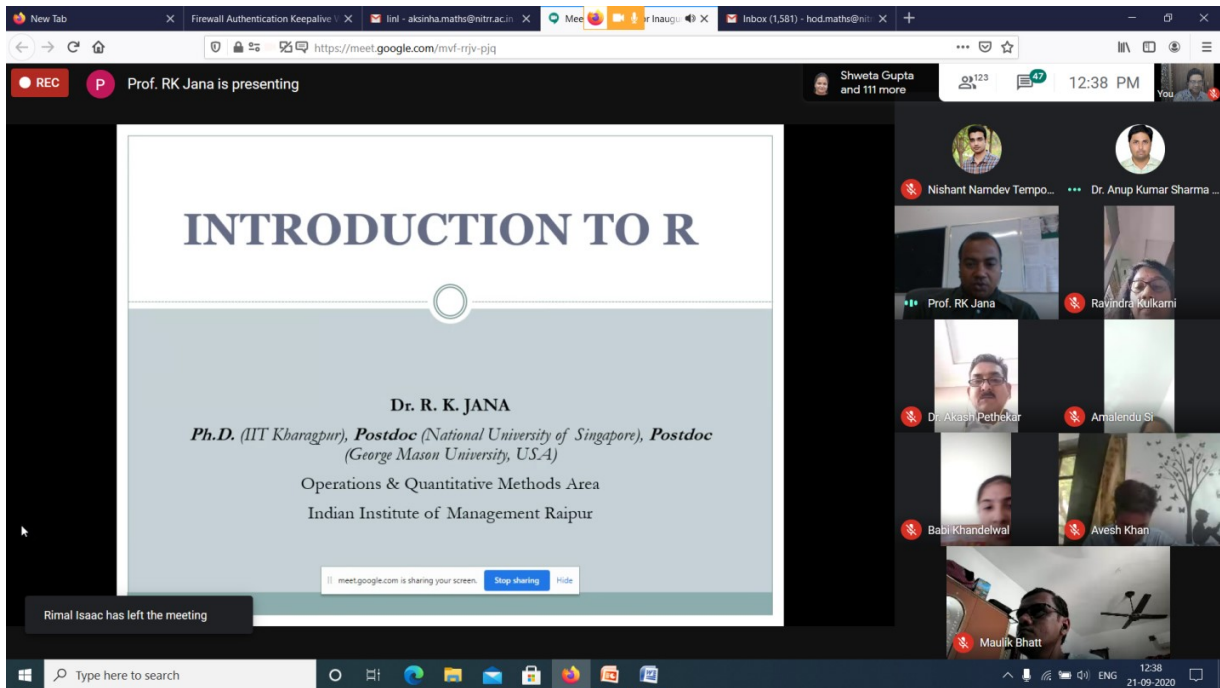 New Tab
Firewall Authentication Keepalive W
linl - aksinha.maths@nitrr.ac.in
Mee
or Inaugu
Inbox (1,581) - hod.maths@nitr
https://meet.google.com/mvf-rrjv-pjq
REC
P
Prof. RK Jana is presenting
Shweta Gupta
and 111 more
123
47
12:38 PM
You
INTRODUCTION TO R
Dr. R. K. JANA
Ph.D. (IIT Kharagpur), Postdoc (National University of Singapore), Postdoc
(George Mason University, USA)
Operations & Quantitative Methods Area
Indian Institute of Management Raipur
meet.google.com is sharing your screen.
Stop sharing
Hide
Rimal Isaac has left the meeting
Nishant Namdev Tempo...
Dr. Anup Kumar Sharma ...
Prof. RK Jana
Ravindra Kulkarni
Dr. Akash Pethekar
Amalendu Si
Babi Khandelwal
Avesh Khan
Maulik Bhatt
Type here to search
ENG
12:38
21-09-2020